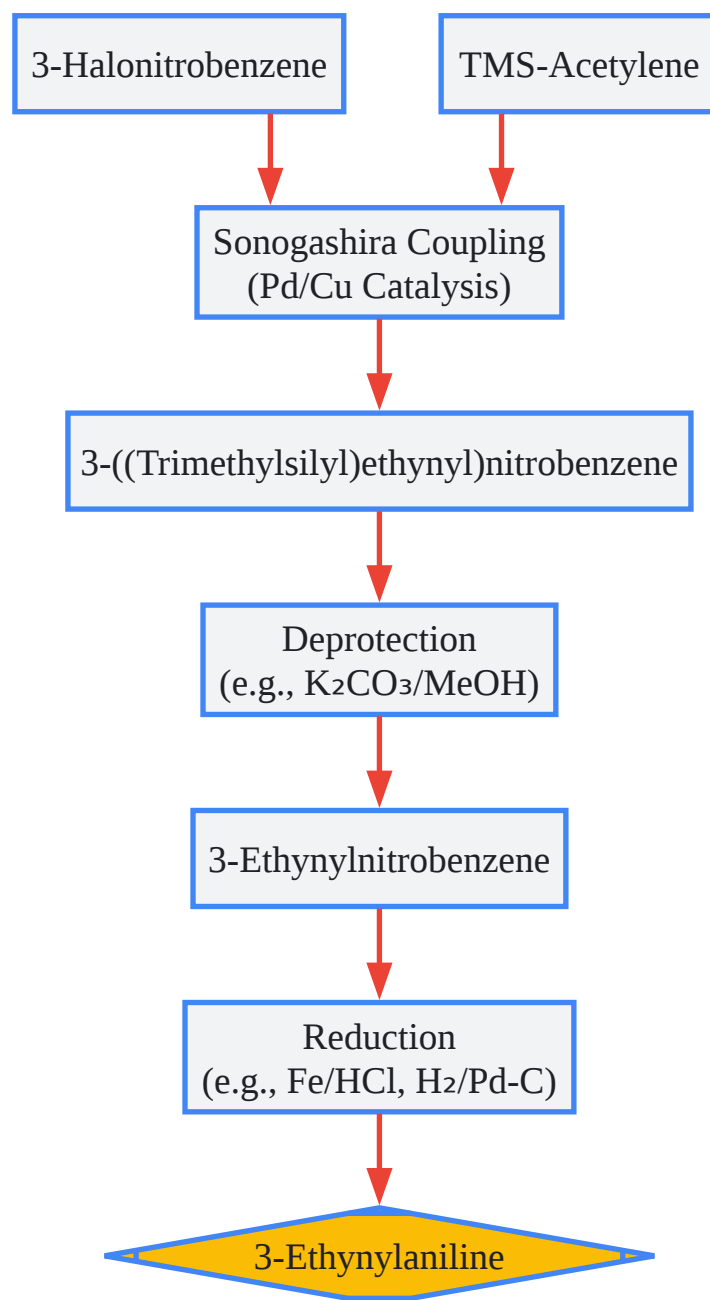 3-Halonitrobenzene
TMS-Acetylene
Sonogashira Coupling
(Pd/Cu Catalysis)
3-((Trimethylsilyl)ethynyl)nitrobenzene
Deprotection
(e.g., K₂CO₃/MeOH)
3-Ethynylnitrobenzene
Reduction
(e.g., Fe/HCl, H₂/Pd-C)
3-Ethynylaniline